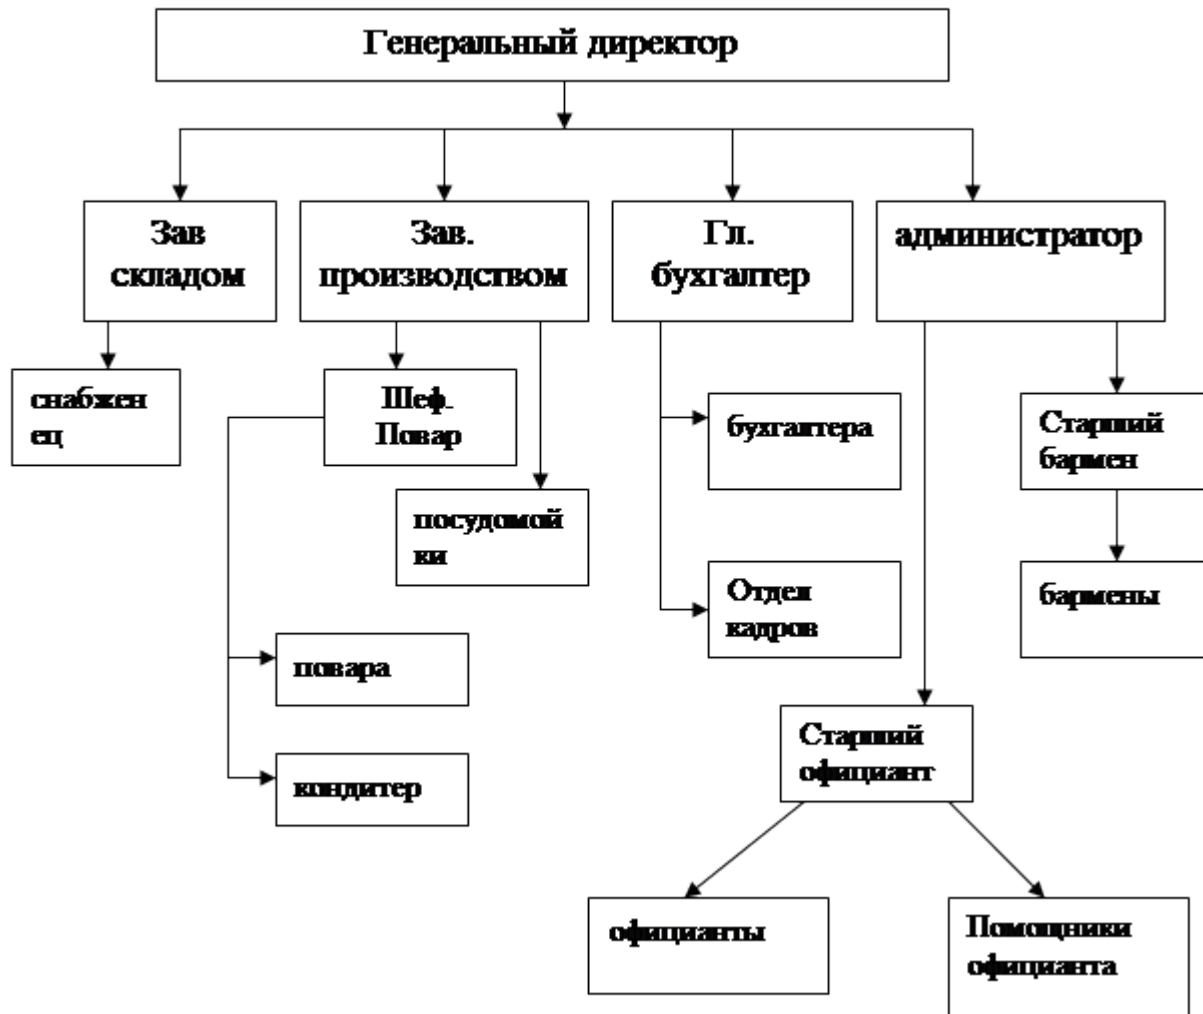 Генеральный директор
Зав
складом
Зав.
производством
Гл.
бухгалтер
администратор
снабжен
ец
Шеф.
Повар
бухгалтера
Старший
бармен
посудомой
ки
Отдел
кадров
бармены
повара
Старший
официант
кондитер
официанты
Помощники
официанта